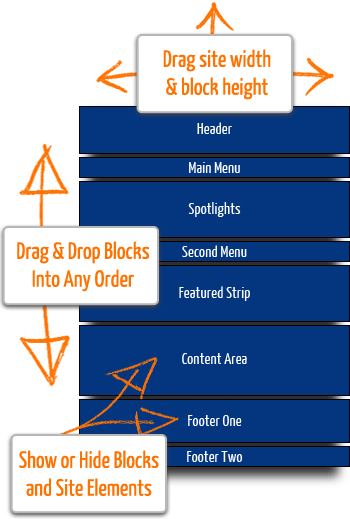 Drag site width
& block height
Header
Main Menu
Spotlights
Drag & Drop Blocks
Into Any Order
Second Menu
Featured Strip
Content Area
Footer One
Show or Hide Blocks
and Site Elements
Footer Two